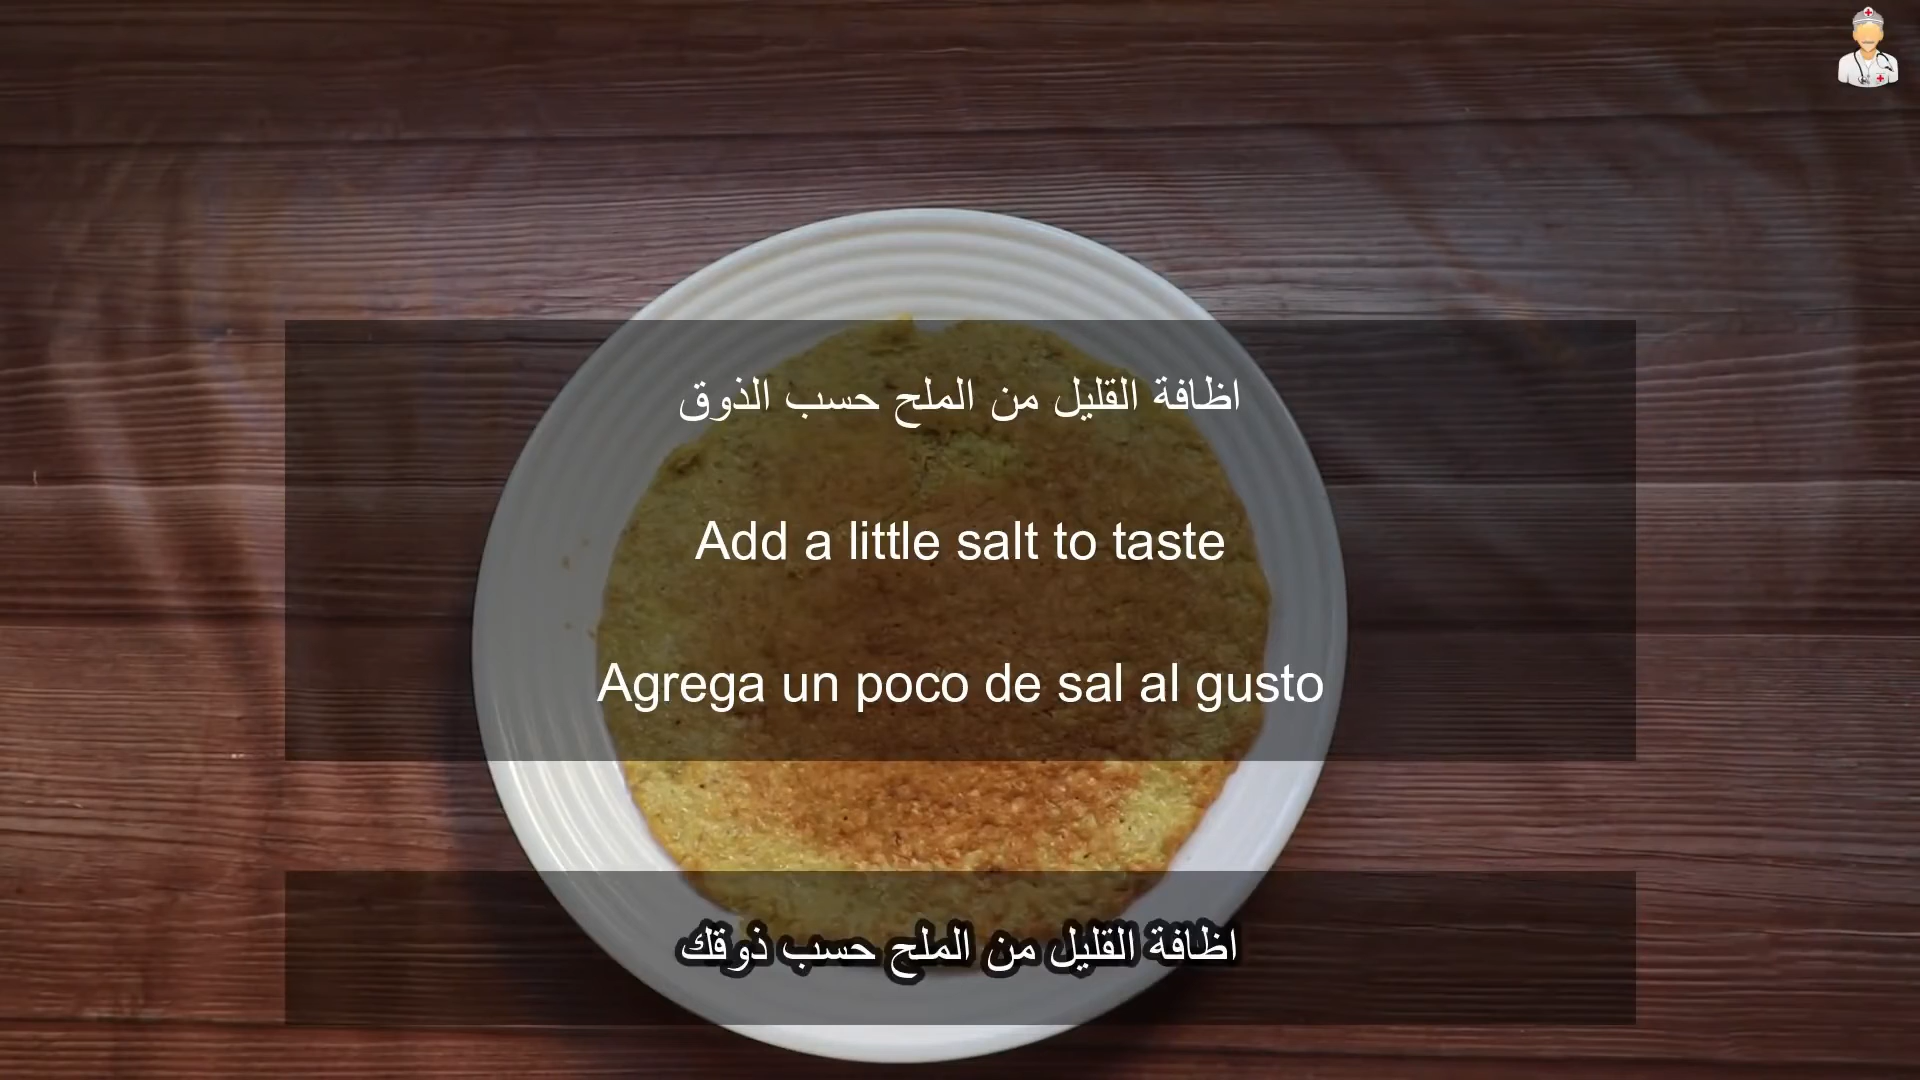 اظافة القليل من الملح حسب الذوق
Add a little salt to taste
Agrega un poco de sal al gusto
اظافة القليل من الملح حسب ذوقك